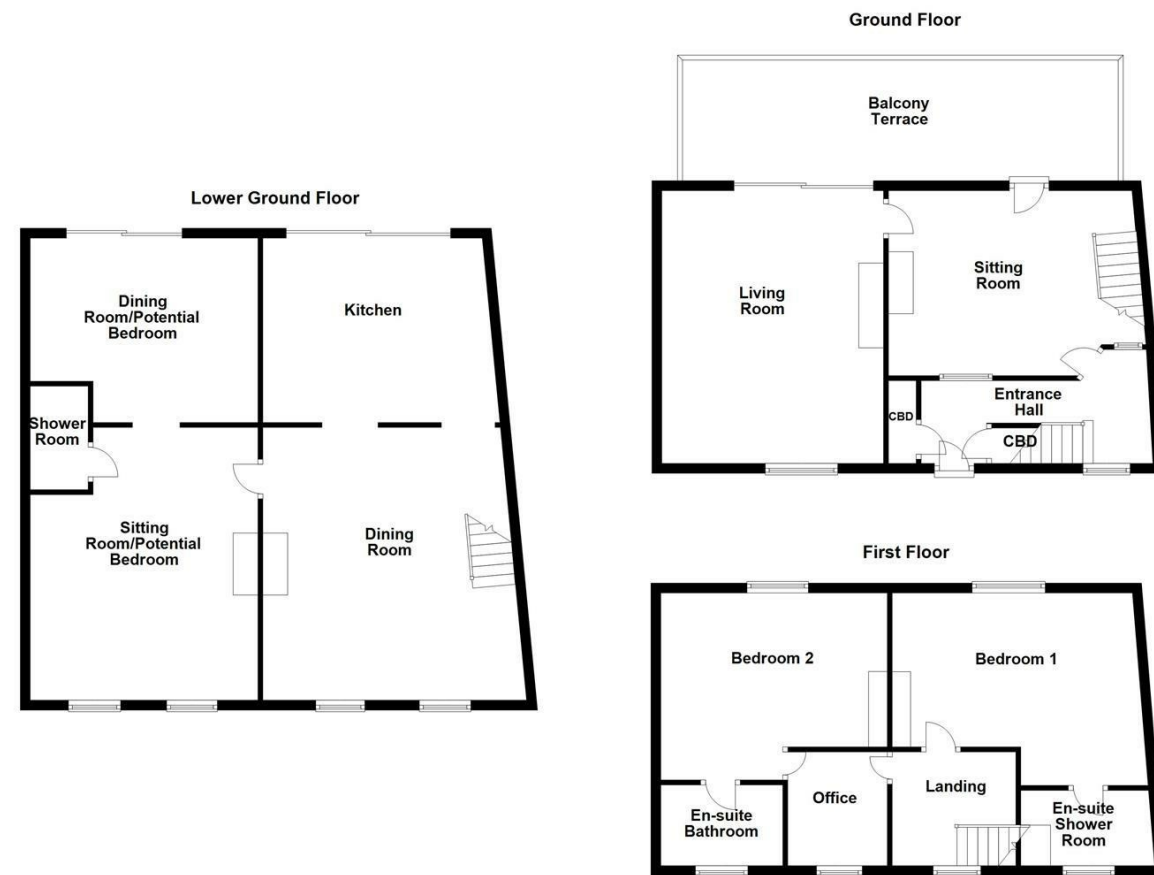 Lower Ground Floor
Dining
Room/Potential
Bedroom
Kitchen
Shower
Room
Sitting
Room/Potential
Bedroom
Dining
Room
Ground Floor
Balcony
Terrace
Living
Room
Sitting
Room
Entrance
Hall
CBD
CBD
First Floor
Bedroom 2
Bedroom 1
Office
Landing
En-suite
Bathroom
En-suite
Shower
Room